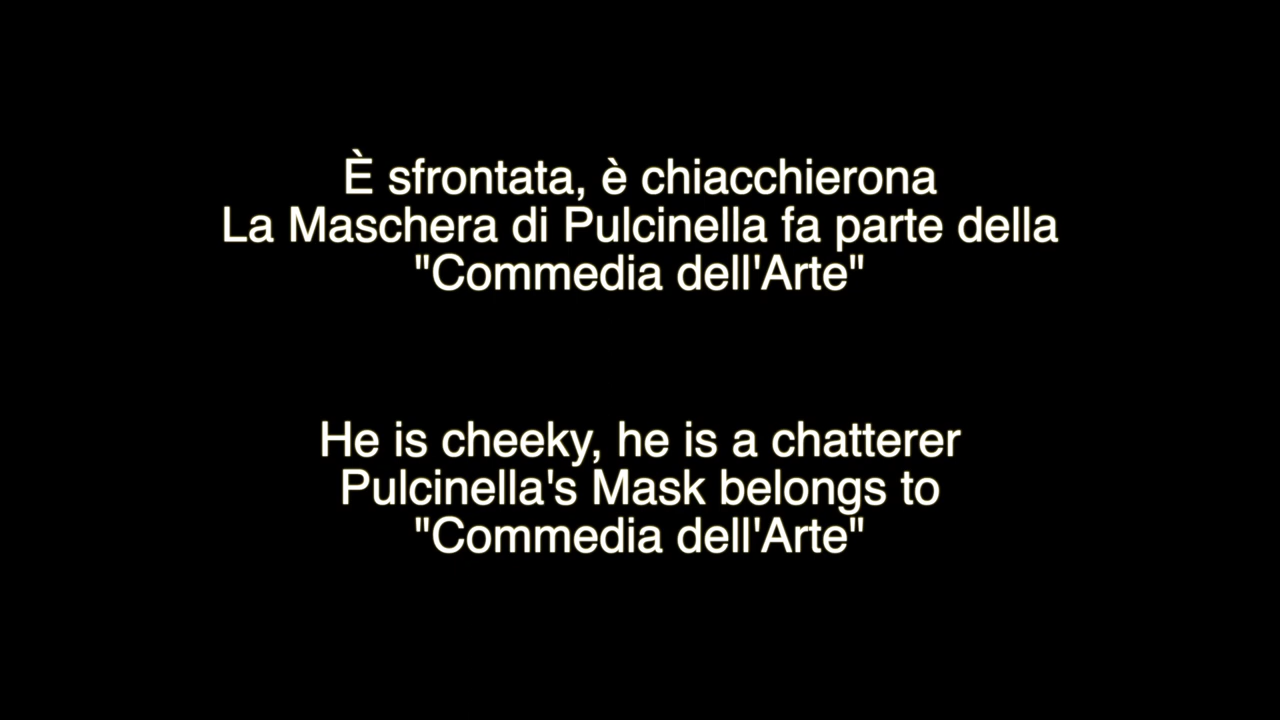 È sfrontata, è chiacchierona
La Maschera di Pulcinella fa parte della
"Commedia dell'Arte"
He is cheeky, he is a chatterer
Pulcinella's Mask belongs to
"Commedia dell'Arte"